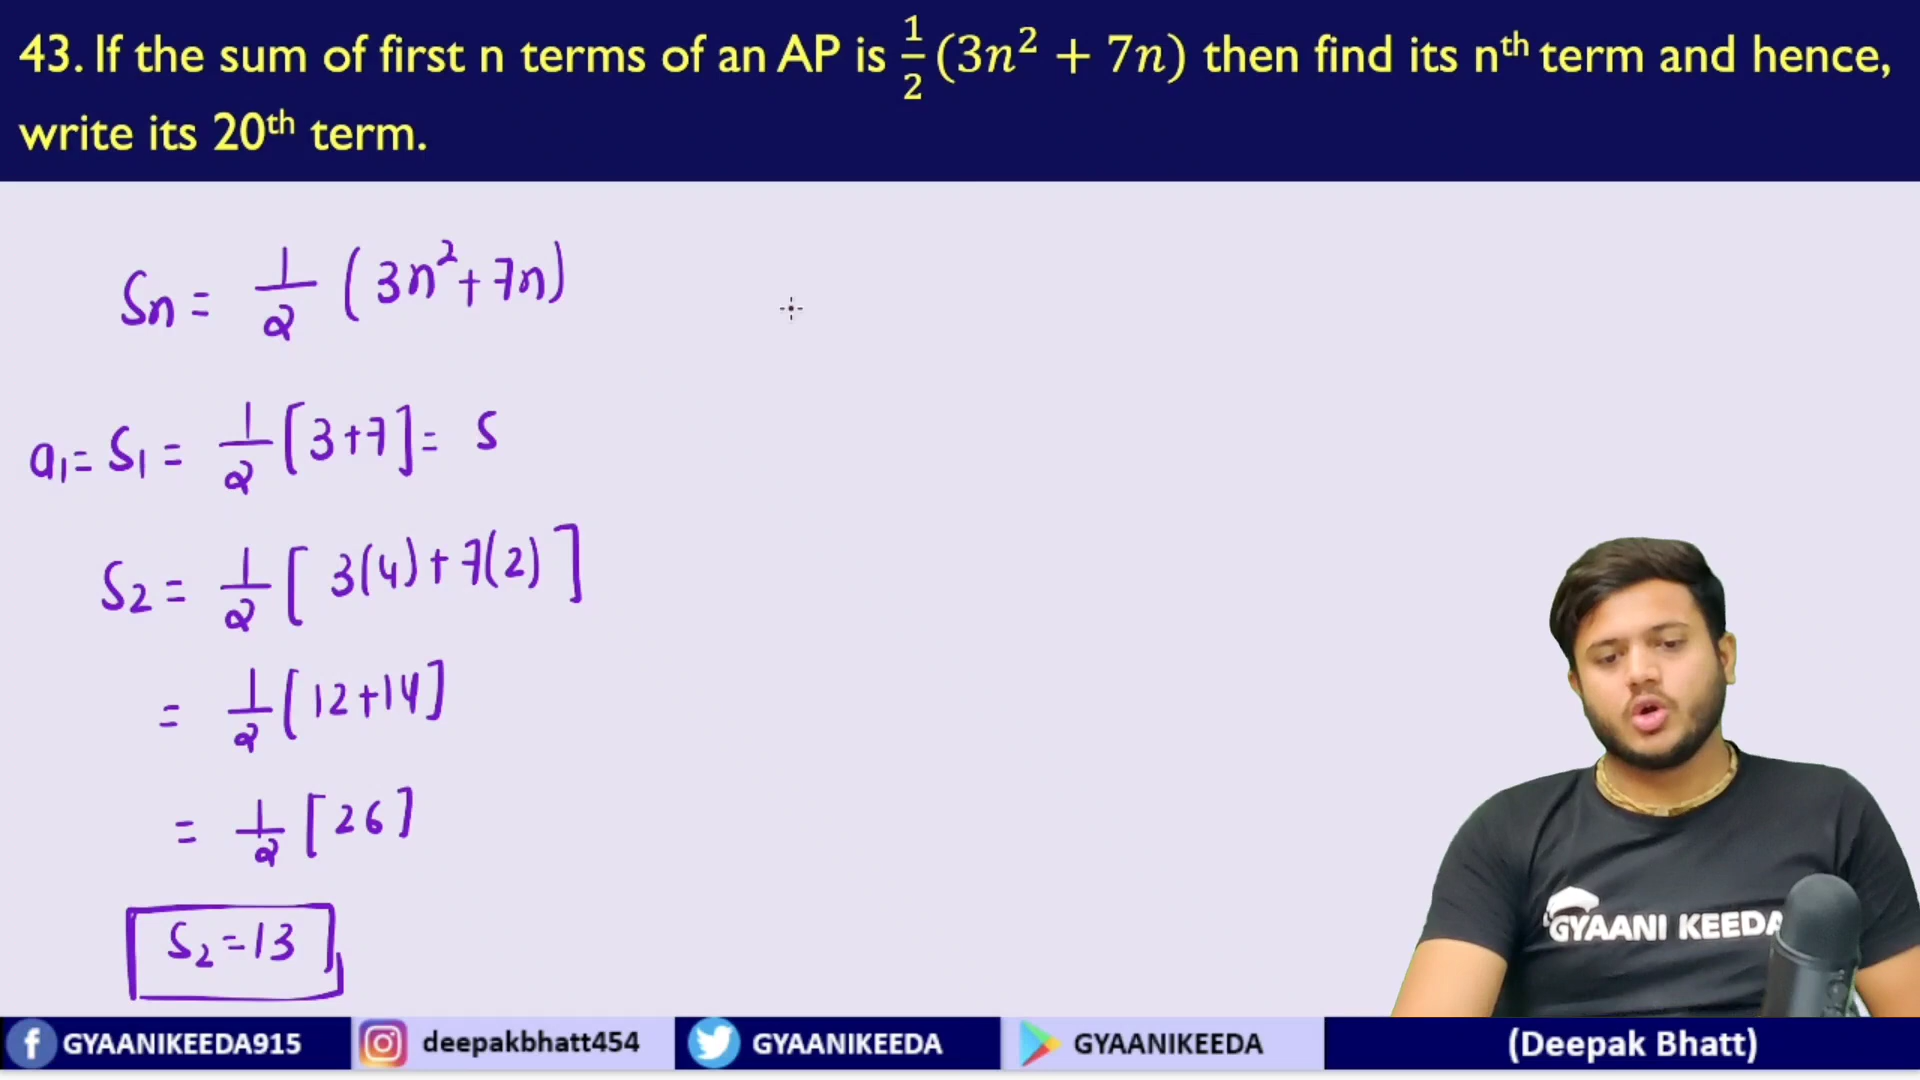 43. If the sum of first n terms of an AP is 1/2 (3n² + 7n) then find its nᵗʰ term and hence,
write its 20ᵗʰ term.
Sn = 1/2 (3n² + 7n)
a₁ = S₁ = 1/2 [3+7] = 5
S₂ = 1/2 [3(4) + 7(2)]
= 1/2 [12+14]
= 1/2 [26]
S₂ = 13
GYAANI KEEDA
GYAANIKEEDA915
deepakbhatt454
GYAANIKEEDA
GYAANIKEEDA
(Deepak Bhatt)